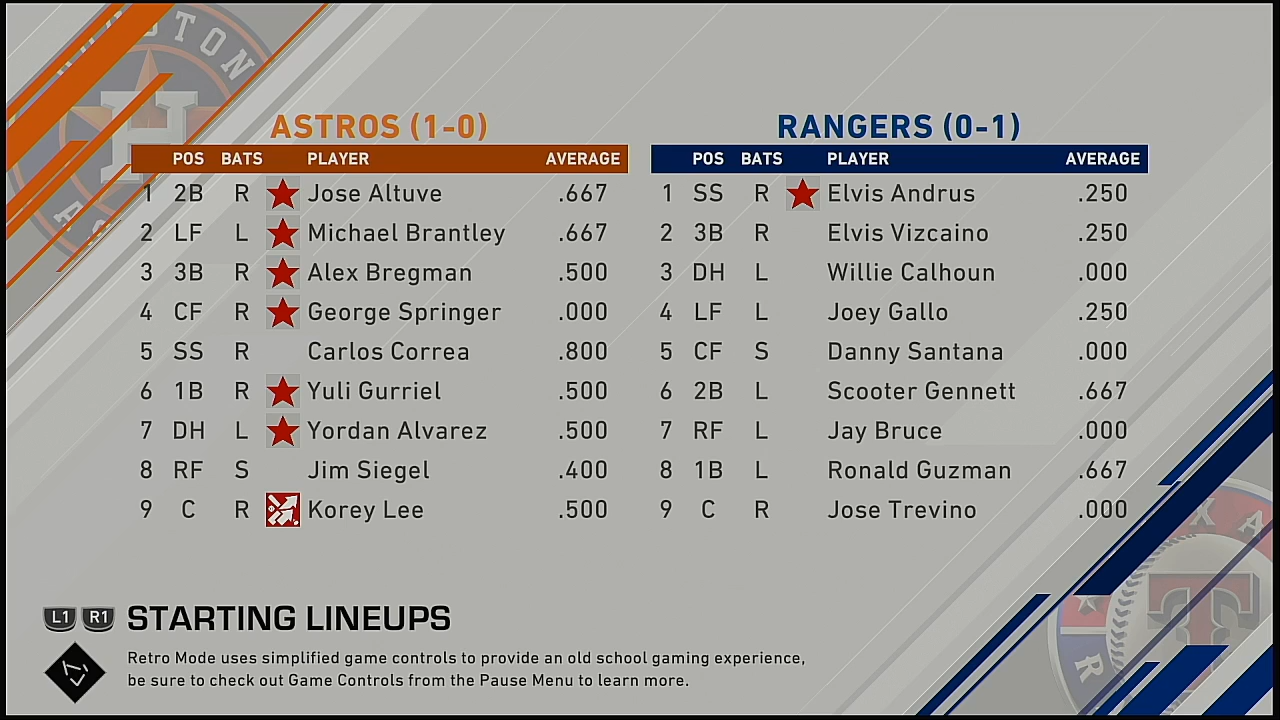 ASTROS (1-0)
POS BATS PLAYER AVERAGE
1 2B R Jose Altuve .667
2 LF L Michael Brantley .667
3 3B R Alex Bregman .500
4 CF R George Springer .000
5 SS R Carlos Correa .800
6 1B R Yuli Gurriel .500
7 DH L Yordan Alvarez .500
8 RF S Jim Siegel .400
9 C R Korey Lee .500
RANGERS (0-1)
POS BATS PLAYER AVERAGE
1 SS R Elvis Andrus .250
2 3B R Elvis Vizcaino .250
3 DH L Willie Calhoun .000
4 LF L Joey Gallo .250
5 CF S Danny Santana .000
6 2B L Scooter Gennett .667
7 RF L Jay Bruce .000
8 1B L Ronald Guzman .667
9 C R Jose Trevino .000
L1 R1 STARTING LINEUPS
Retro Mode uses simplified game controls to provide an old school gaming experience,
be sure to check out Game Controls from the Pause Menu to learn more.